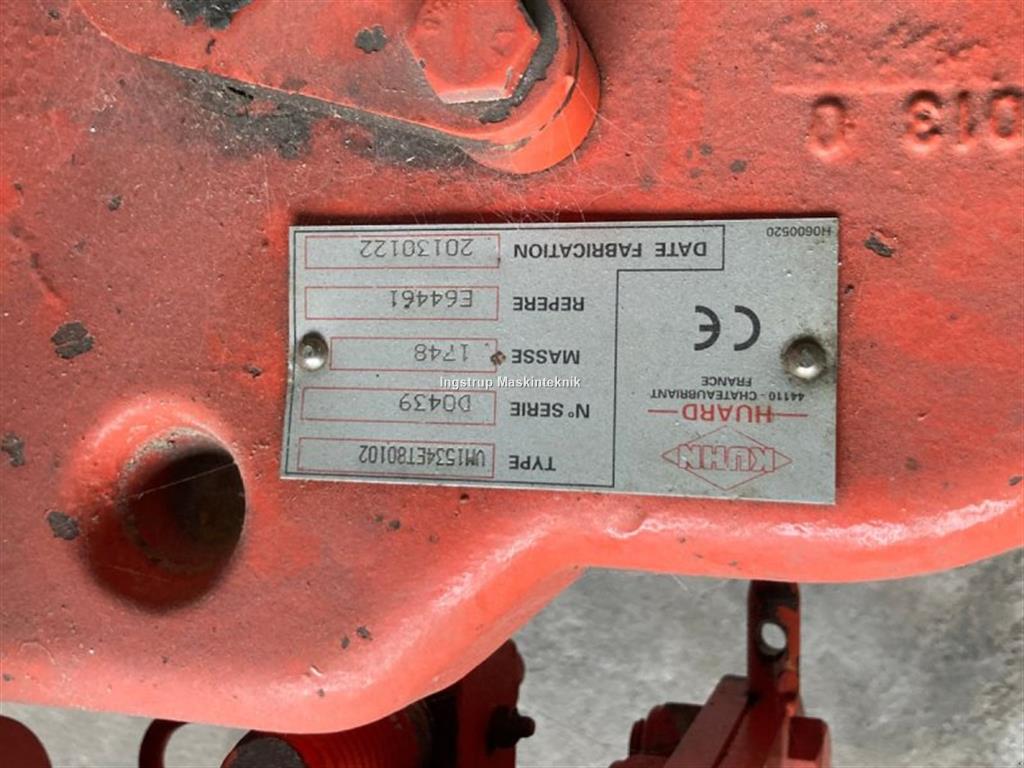 KUHN
HUARD
44110 - CHATEAUBRIANT
FRANCE
CE
H0600520
TYPE VM1534ET80102
N° SERIE D0439
MASSE 1748
REPERE E64461
DATE FABRICATION 20130122
Ingstrup Maskinteknik